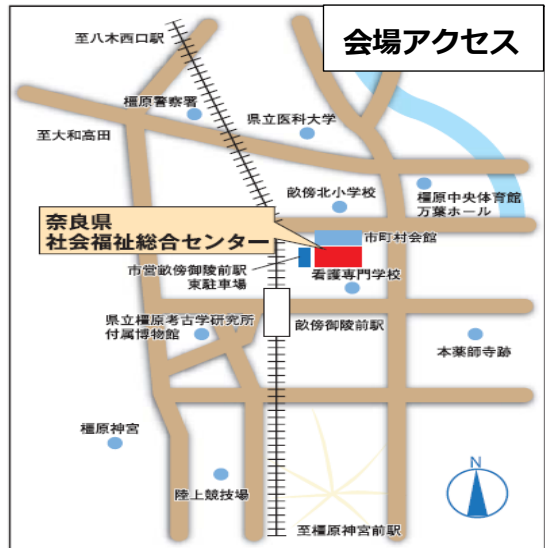 会場アクセス
至八木西口駅
橿原警察署
県立医科大学
至大和高田
畝傍北小学校
橿原中央体育館
万葉ホール
奈良県
社会福祉総合センター
市町村会館
市営畝傍御陵前駅
東駐車場
看護専門学校
県立橿原考古学研究所
付属博物館
畝傍御陵前駅
本薬師寺跡
橿原神宮
陸上競技場
N
至橿原神宮前駅